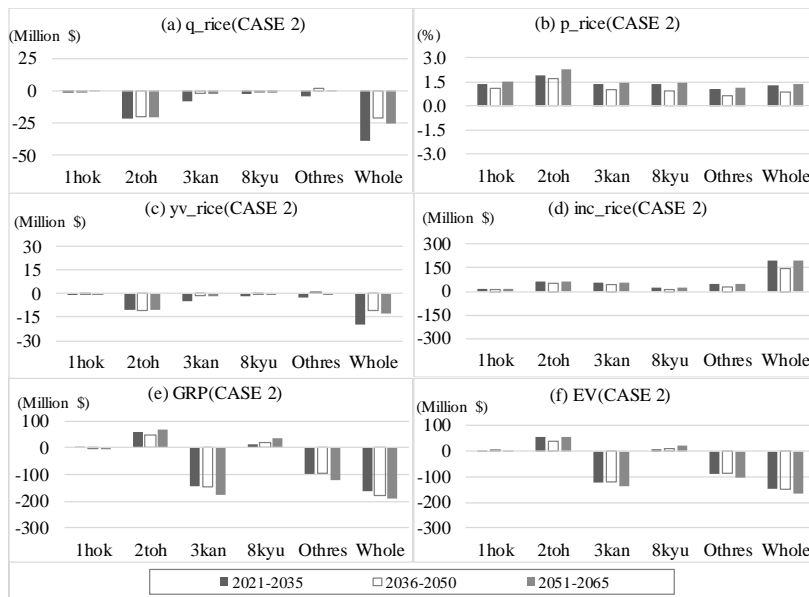 (a) q_rice(CASE 2)
(Million $)
25
0
-25
-50
1hok 2toh 3kan 8kyu Othres Whole
(b) p_rice(CASE 2)
(%)
3.0
1.5
0.0
-1.5
-3.0
1hok 2toh 3kan 8kyu Othres Whole
(c) yv_rice(CASE 2)
(Million $)
30
15
0
-15
-30
1hok 2toh 3kan 8kyu Othres Whole
(d) inc_rice(CASE 2)
(Million $)
300
150
0
-150
-300
1hok 2toh 3kan 8kyu Othres Whole
(e) GRP(CASE 2)
(Million $)
100
0
-100
-200
-300
1hok 2toh 3kan 8kyu Othres Whole
(f) EV(CASE 2)
(Million $)
100
0
-100
-200
-300
1hok 2toh 3kan 8kyu Othres Whole
2021-2035 2036-2050 2051-2065